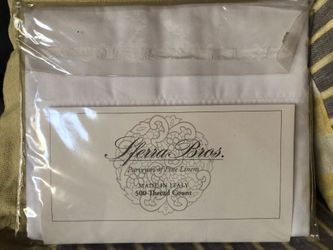 Sferra Bros.
Purveyors of Fine Linens
MADE IN ITALY
500 Thread Count